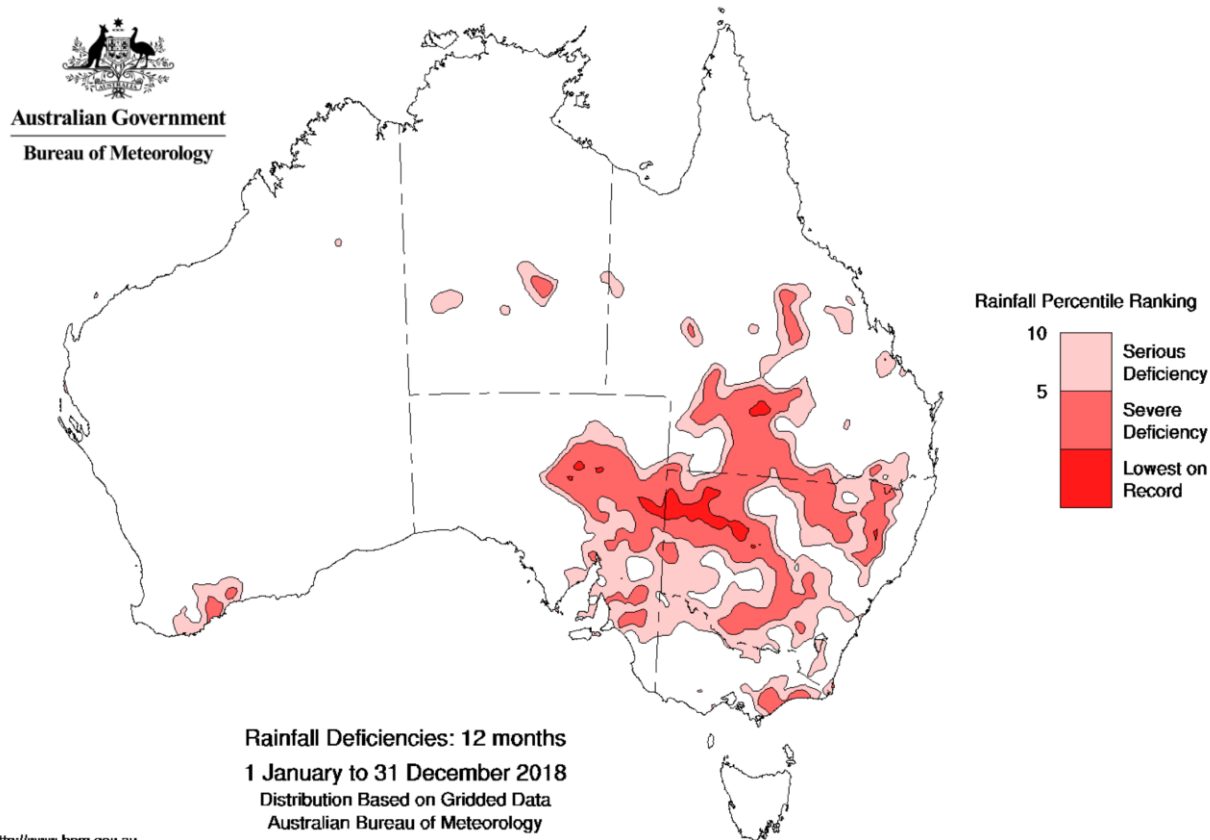 Australian Government
Bureau of Meteorology
Rainfall Percentile Ranking
10
Serious
Deficiency
5
Severe
Deficiency
Lowest on
Record
Rainfall Deficiencies: 12 months
1 January to 31 December 2018
Distribution Based on Gridded Data
Australian Bureau of Meteorology